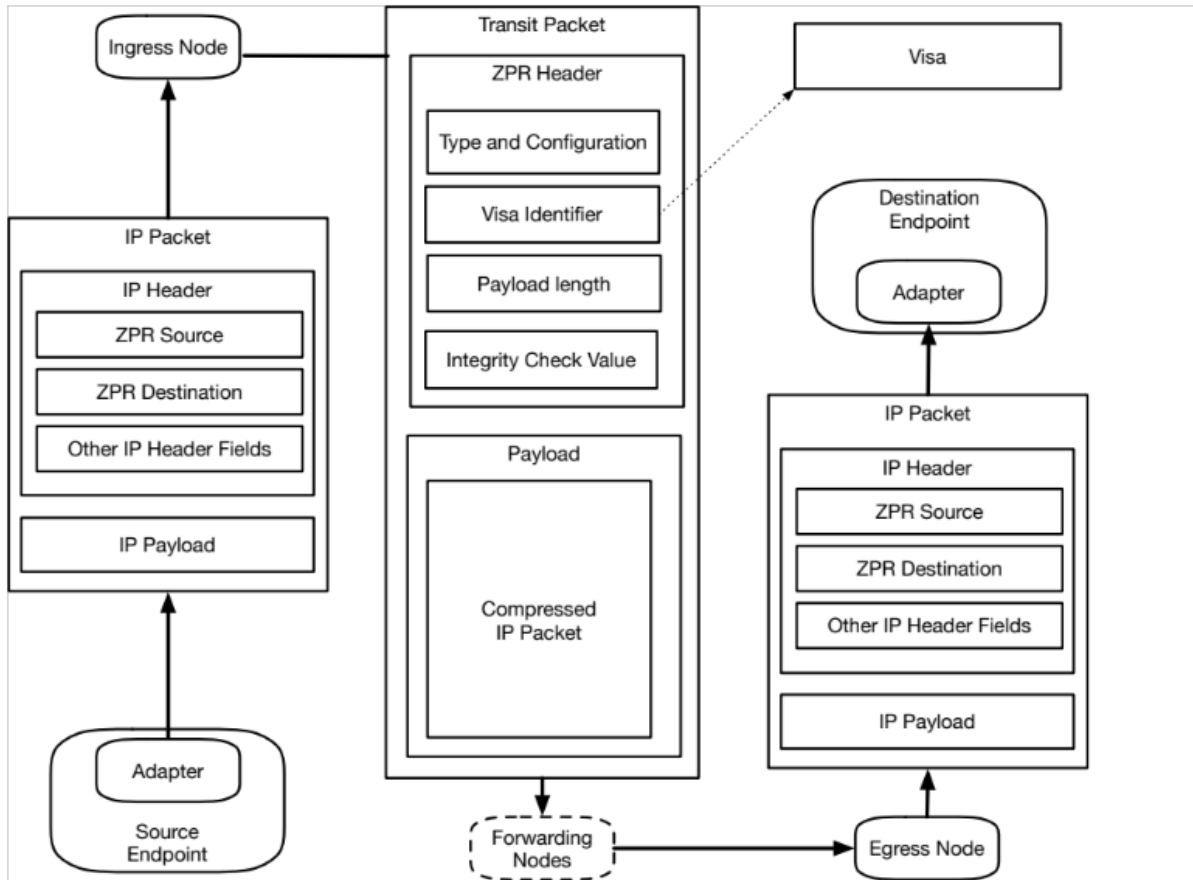 Ingress Node
IP Packet
IP Header
ZPR Source
ZPR Destination
Other IP Header Fields
IP Payload
Adapter
Source
Endpoint
Transit Packet
ZPR Header
Type and Configuration
Visa Identifier
Payload length
Integrity Check Value
Payload
Compressed
IP Packet
Forwarding
Nodes
Visa
Destination
Endpoint
Adapter
IP Packet
IP Header
ZPR Source
ZPR Destination
Other IP Header Fields
IP Payload
Egress Node